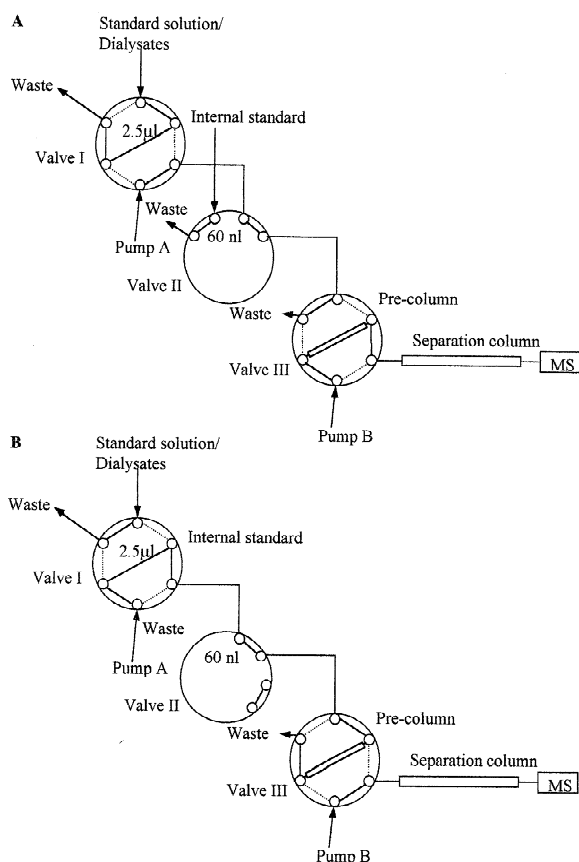 A
Standard solution/
Dialysates
Waste
Internal standard
2.5µl
Valve I
Waste
Pump A
60 nl
Valve II
Pre-column
Waste
Separation column
Valve III
MS
Pump B
B
Standard solution/
Dialysates
Waste
Internal standard
2.5µl
Valve I
Waste
Pump A
60 nl
Valve II
Pre-column
Waste
Separation column
Valve III
MS
Pump B